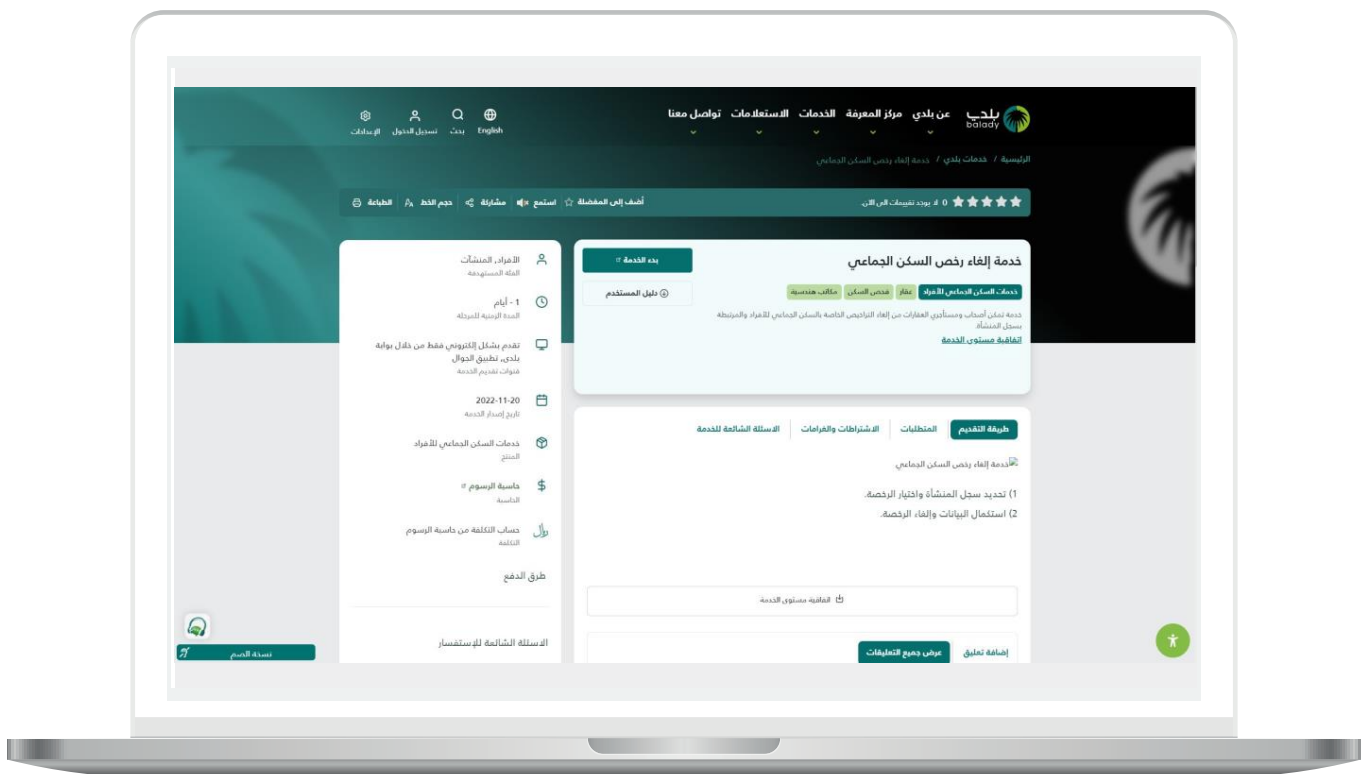 بلدي
balady
عن بلدي
مركز المعرفة
الخدمات
الاستعلامات
تواصل معنا
English
بحث
تسجيل الدخول
الإعدادات
الرئيسية / خدمات بلدي / خدمة إلغاء رخص السكن الجماعي
0 لا يوجد تقييمات الى الآن.
أضف إلى المفضلة
استمع
مشاركة
حجم الخط
الطباعة
خدمة إلغاء رخص السكن الجماعي
بدء الخدمة
دليل المستخدم
خدمات السكن الجماعي للأفراد
عقار
فحص السكن
مكاتب هندسية
خدمة تمكن أصحاب ومستأجري العقارات من إلغاء التراخيص الخاصة بالسكن الجماعي للأفراد والمرتبطة
بسجل المنشأة
اتفاقية مستوى الخدمة
طريقة التقديم
المتطلبات
الاشتراطات والغرامات
الاسئلة الشائعة للخدمة
خدمة إلغاء رخص السكن الجماعي
1) تحديد سجل المنشأة واختيار الرخصة.
2) استكمال البيانات وإلغاء الرخصة.
اتفاقية مستوى الخدمة
إضافة تعليق
عرض جميع التعليقات
الأفراد, المنشآت
الفئة المستهدفة
1 - أيام
المدة الزمنية للمرحلة
تقدم بشكل إلكتروني فقط من خلال بوابة
بلدي, تطبيق الجوال
قنوات تقديم الخدمة
2022-11-20
تاريخ إصدار الخدمة
خدمات السكن الجماعي للأفراد
المنتج
حاسبة الرسوم
الحاسبة
حساب التكلفة من حاسبة الرسوم
التكلفة
طرق الدفع
الاسئلة الشائعة للإستفسار
نسخة الصم